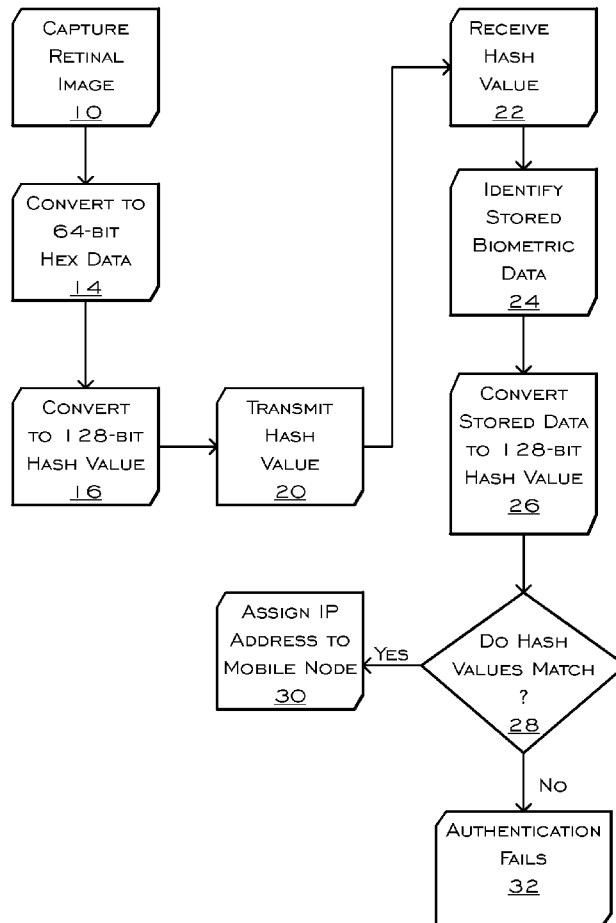 CAPTURE
RETINAL
IMAGE
10
CONVERT TO
64-BIT
HEX DATA
14
CONVERT
TO 128-BIT
HASH VALUE
16
TRANSMIT
HASH
VALUE
20
RECEIVE
HASH
VALUE
22
IDENTIFY
STORED
BIOMETRIC
DATA
24
CONVERT
STORED DATA
TO 128-BIT
HASH VALUE
26
DO HASH
VALUES MATCH
?
28
YES
ASSIGN IP
ADDRESS TO
MOBILE NODE
30
NO
AUTHENTICATION
FAILS
32